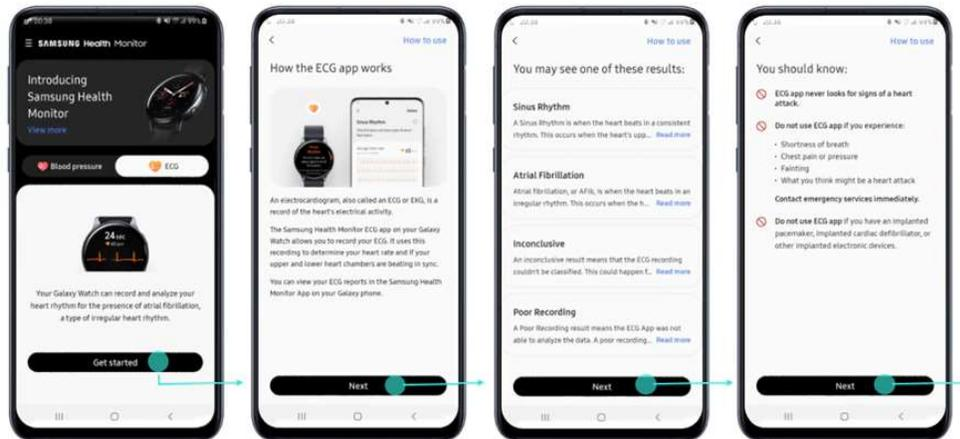 20:38
99%
SAMSUNG Health Monitor
Introducing
Samsung Health
Monitor
View more
Blood pressure
ECG
24 sec
Your Galaxy Watch can record and analyze your
heart rhythm for the presence of atrial fibrillation,
a type of irregular heart rhythm.
Get started
20:38
99%
How to use
How the ECG app works
Sinus Rhythm
An electrocardiogram, also called an ECG or EKG, is a
record of the heart's electrical activity.
The Samsung Health Monitor ECG app on your Galaxy
Watch allows you to record your ECG. It uses this
recording to determine your heart rate and if your
upper and lower heart chambers are beating in sync.
You can view your ECG reports in the Samsung Health
Monitor App on your Galaxy phone.
Next
20:38
99%
How to use
You may see one of these results:
Sinus Rhythm
A Sinus Rhythm is when the heart beats in a consistent
rhythm. This occurs when the heart's upp... Read more
Atrial Fibrillation
Atrial fibrillation, or AFib, is when the heart beats in an
irregular rhythm. This occurs when the h... Read more
Inconclusive
An inconclusive result means that the ECG recording
couldn't be classified. This could happen f... Read more
Poor Recording
A Poor Recording result means the ECG App was not
able to analyze the data. A poor recording... Read more
Next
20:38
99%
How to use
You should know:
ECG app never looks for signs of a heart
attack.
Do not use ECG app if you experience:
• Shortness of breath
• Chest pain or pressure
• Fainting
• What you think might be a heart attack
Contact emergency services immediately.
Do not use ECG app if you have an implanted
pacemaker, implanted cardiac defibrillator, or
other implanted electronic devices.
Next